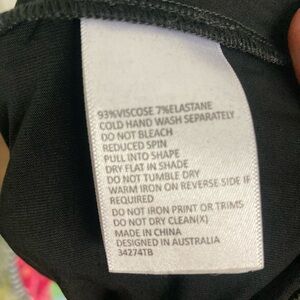 93%VISCOSE 7%ELASTANE
COLD HAND WASH SEPARATELY
DO NOT BLEACH
REDUCED SPIN
PULL INTO SHAPE
DRY FLAT IN SHADE
DO NOT TUMBLE DRY
WARM IRON ON REVERSE SIDE IF
REQUIRED
DO NOT IRON PRINT OR TRIMS
DO NOT DRY CLEAN(X)
MADE IN CHINA
DESIGNED IN AUSTRALIA
34274TB